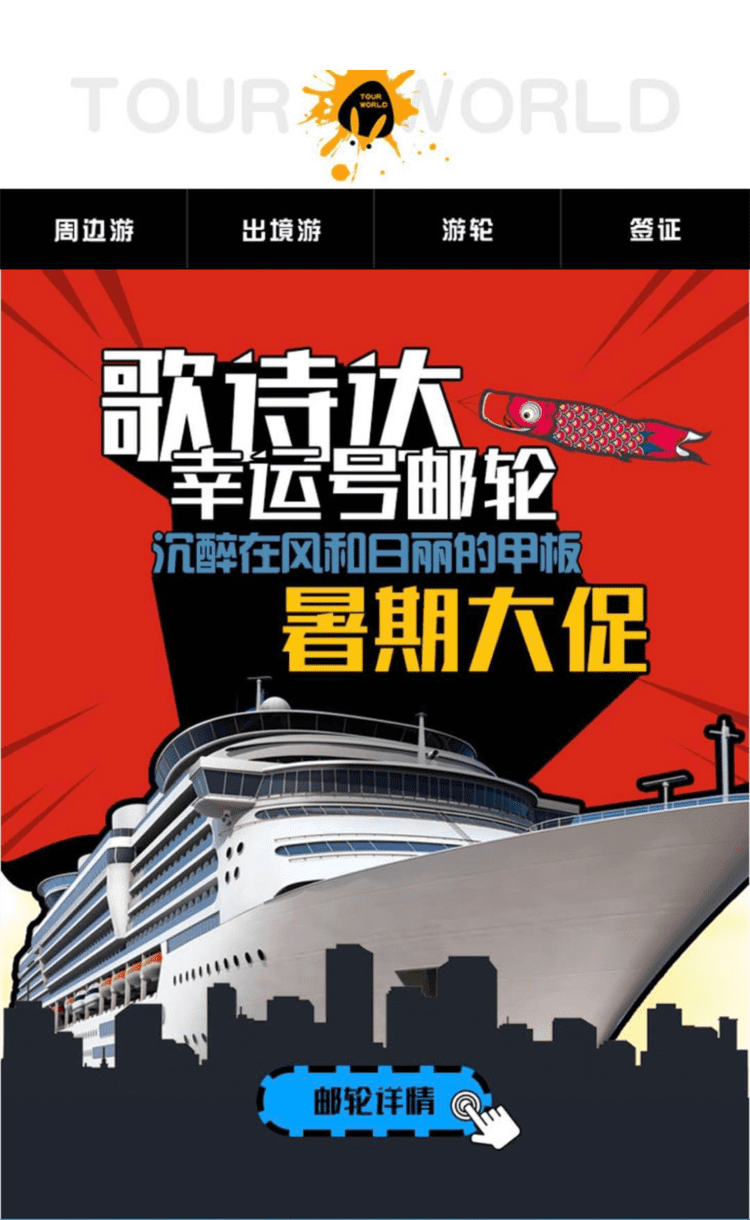 TOUR WORLD
TOUR
WORLD
周边游
出境游
游轮
签证
歌诗达
幸运号邮轮
沉醉在风和日丽的甲板
暑期大促
邮轮详情